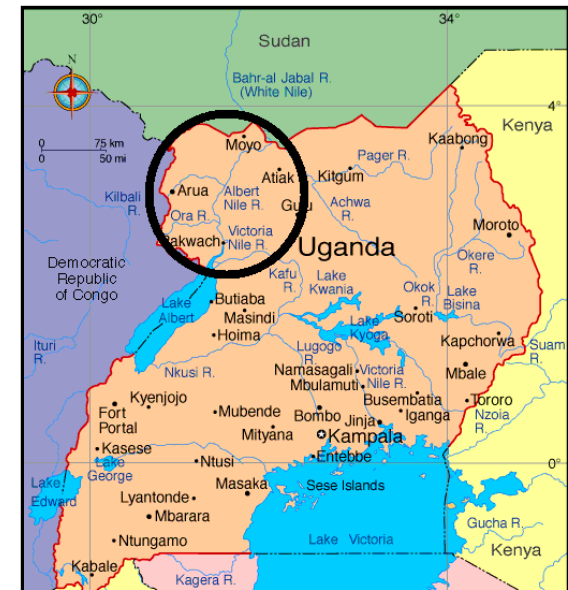 30°
34°
Sudan
Bahr-al Jabal R.
(White Nile)
N
4°
Kenya
0 75 km
0 50 mi
Moyo
Kaabong
Pager R.
Atiak
Kitgum
Kilbali
R.
Arua
Albert
Nile R.
Achwa
R.
Ora R.
Gulu
Moroto
Pakwach
Victoria
Nile R.
Uganda
Okere
R.
Democratic
Republic
of Congo
Kafu
R.
Lake
Kwania
Okok
R.
Lake
Bisina
Lake
Albert
Butiaba
Masindi
Soroti
Hoima
Lake
Kyoga
Kapchorwa
Suam
R.
Ituri
R.
Lugogo
R.
Nkusi R.
Namasagali
Mbulamuti
Victoria
Nile R.
Mbale
Kyenjojo
Fort
Portal
Mubende
Bombo
Busembatia
Iganga
Tororo
Nzoia
R.
Jinja
Mityana
Kampala
Kasese
Entebbe
Lake
George
Ntusi
0°
Lake
Edward
Masaka
Sese Islands
Lyantonde
Mbarara
Gucha R.
Ntungamo
Lake Victoria
Kenya
Kabale
Kagera R.